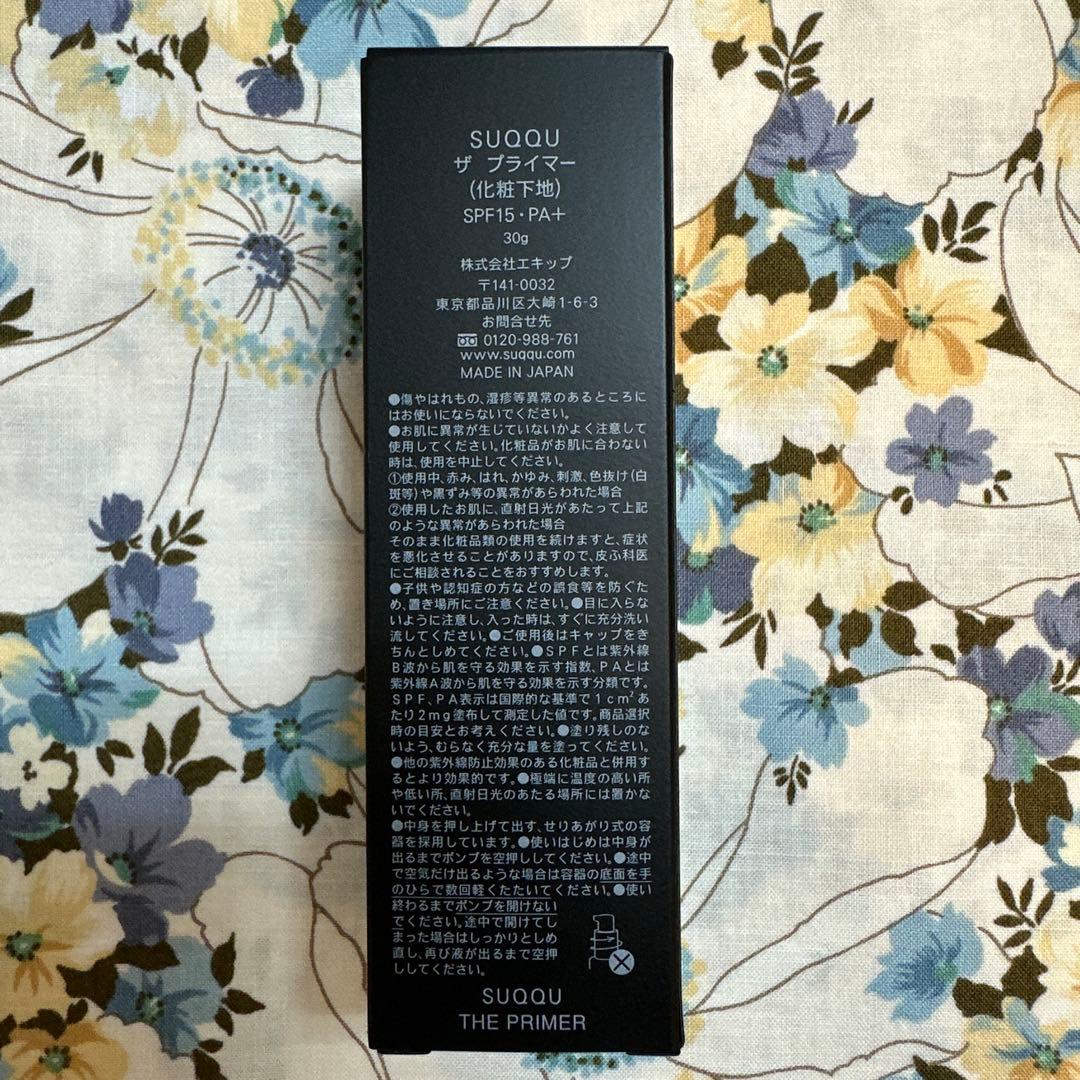 SUQQU
ザ プライマー
(化粧下地)
SPF15・PA+
30g
株式会社エキップ
〒141-0032
東京都品川区大崎1-6-3
お問合せ先
0120-988-761
www.suqqu.com
MADE IN JAPAN
●傷やはれもの、湿疹等異常のあるところに
はお使いにならないでください。
●お肌に異常が生じていないかよく注意して
使用してください。化粧品がお肌に合わない
時は、使用を中止してください。
①使用中、赤み、はれ、かゆみ、刺激、色抜け(白
斑等)や黒ずみ等の異常があらわれた場合
②使用したお肌に、直射日光があたって上記
のような異常があらわれた場合
そのまま化粧品類の使用を続けますと、症状
を悪化させることがありますので、皮ふ科医
にご相談されることをおすすめします。
●子供や認知症の方などの誤食等を防ぐた
め、置き場所にご注意ください。●目に入らな
いように注意し、入った時は、すぐに充分洗い
流してください。●ご使用後はキャップをき
ちんとしめてください。●SPFとは紫外線
B波から肌を守る効果を示す指数、PAとは
紫外線A波から肌を守る効果を示す分類です。
SPF、PA表示は国際的な基準で1cm²あ
たり2mg塗布して測定した値です。商品選択
時の目安とお考えください。●塗り残しのな
いよう、むらなく充分な量を塗ってください。
●他の紫外線防止効果のある化粧品と併用す
るとより効果的です。●極端に温度の高い所
や低い所、直射日光のあたる場所には置かな
いでください。
●中身を押し上げて出す、せりあがり式の容
器を採用しています。●使いはじめは中身が
出るまでポンプを空押ししてください。●途中
で空気だけ出るような場合は容器の底面を手
のひらで数回軽くたたいてください。●使い
終わるまでポンプを開けない
でください。途中で開けてし
まった場合はしっかりとしめ
直し、再び液が出るまで空押
ししてください。
SUQQU
THE PRIMER